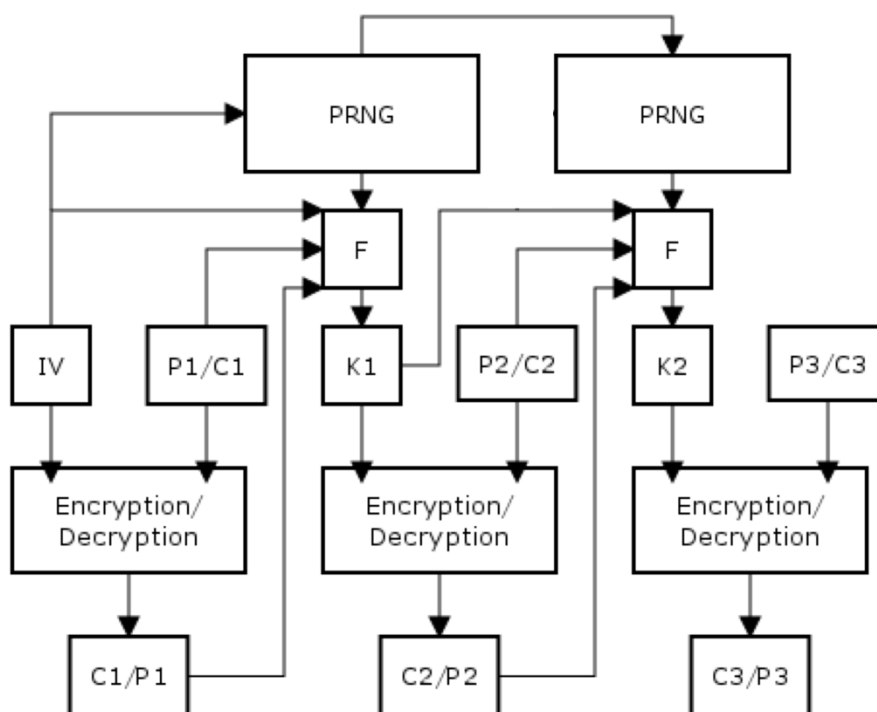 PRNG
PRNG
F
F
IV
P1/C1
K1
P2/C2
K2
P3/C3
Encryption/
Decryption
Encryption/
Decryption
Encryption/
Decryption
C1/P1
C2/P2
C3/P3